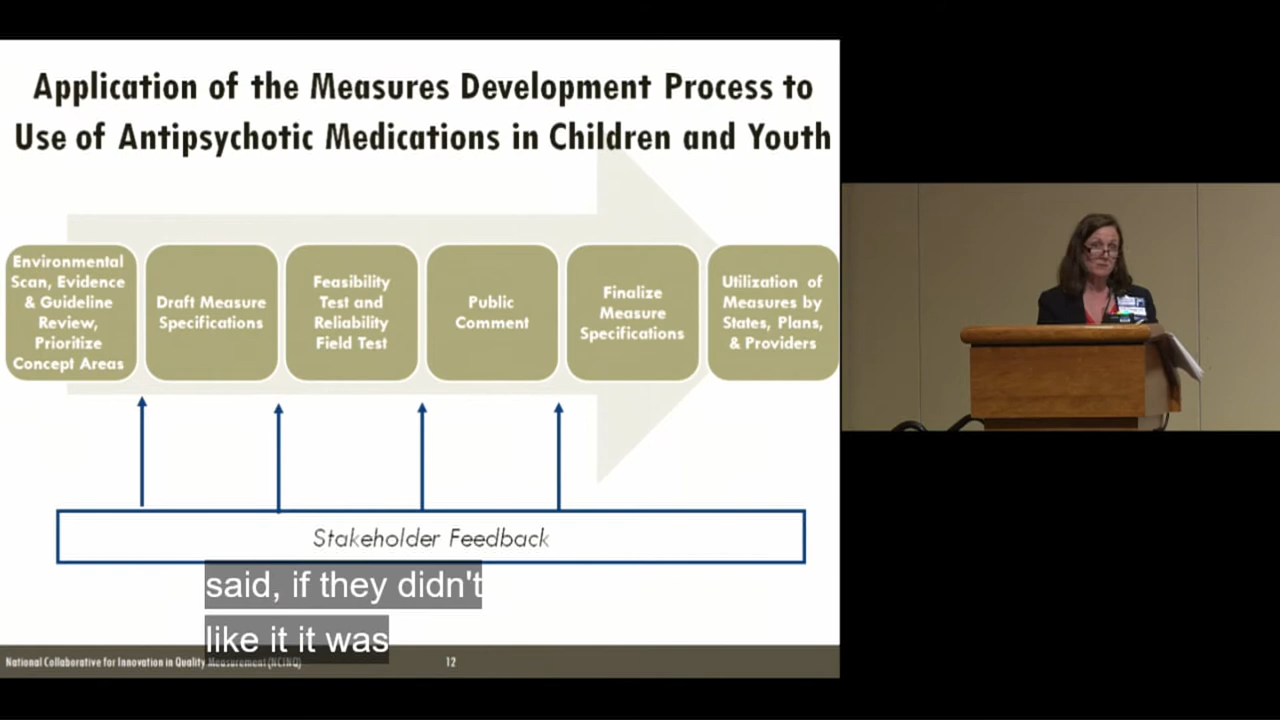 Application of the Measures Development Process to
Use of Antipsychotic Medications in Children and Youth
Environmental
Scan, Evidence
& Guideline
Review,
Prioritize
Concept Areas
Draft Measure
Specifications
Feasibility
Test and
Reliability
Field Test
Public
Comment
Finalize
Measure
Specifications
Utilization of
Measures by
States, Plans,
& Providers
Stakeholder Feedback
said, if they didn't
like it it was
National Collaborative for Innovation in Quality Measurement (NCINQ)
12